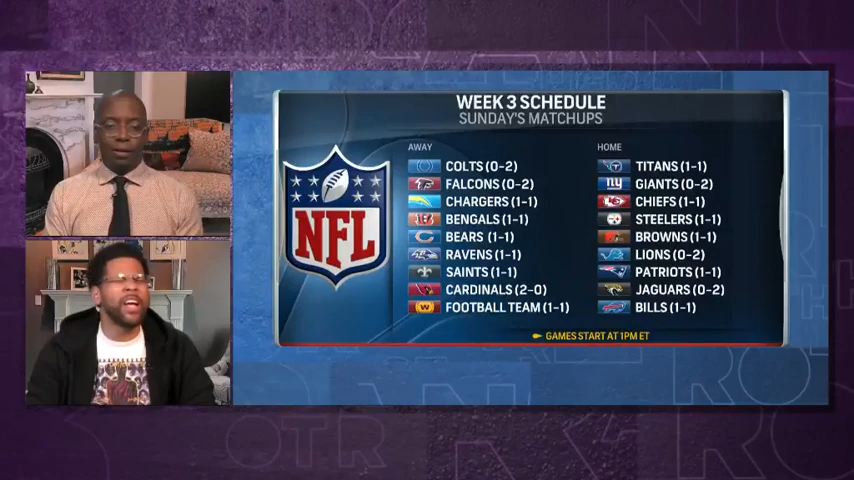 WEEK 3 SCHEDULE
SUNDAY'S MATCHUPS
AWAY HOME
COLTS (0-2) TITANS (1-1)
FALCONS (0-2) GIANTS (0-2)
CHARGERS (1-1) CHIEFS (1-1)
BENGALS (1-1) STEELERS (1-1)
BEARS (1-1) BROWNS (1-1)
RAVENS (1-1) LIONS (0-2)
SAINTS (1-1) PATRIOTS (1-1)
CARDINALS (2-0) JAGUARS (0-2)
FOOTBALL TEAM (1-1) BILLS (1-1)
GAMES START AT 1PM ET
NFL
ny
W
OTR